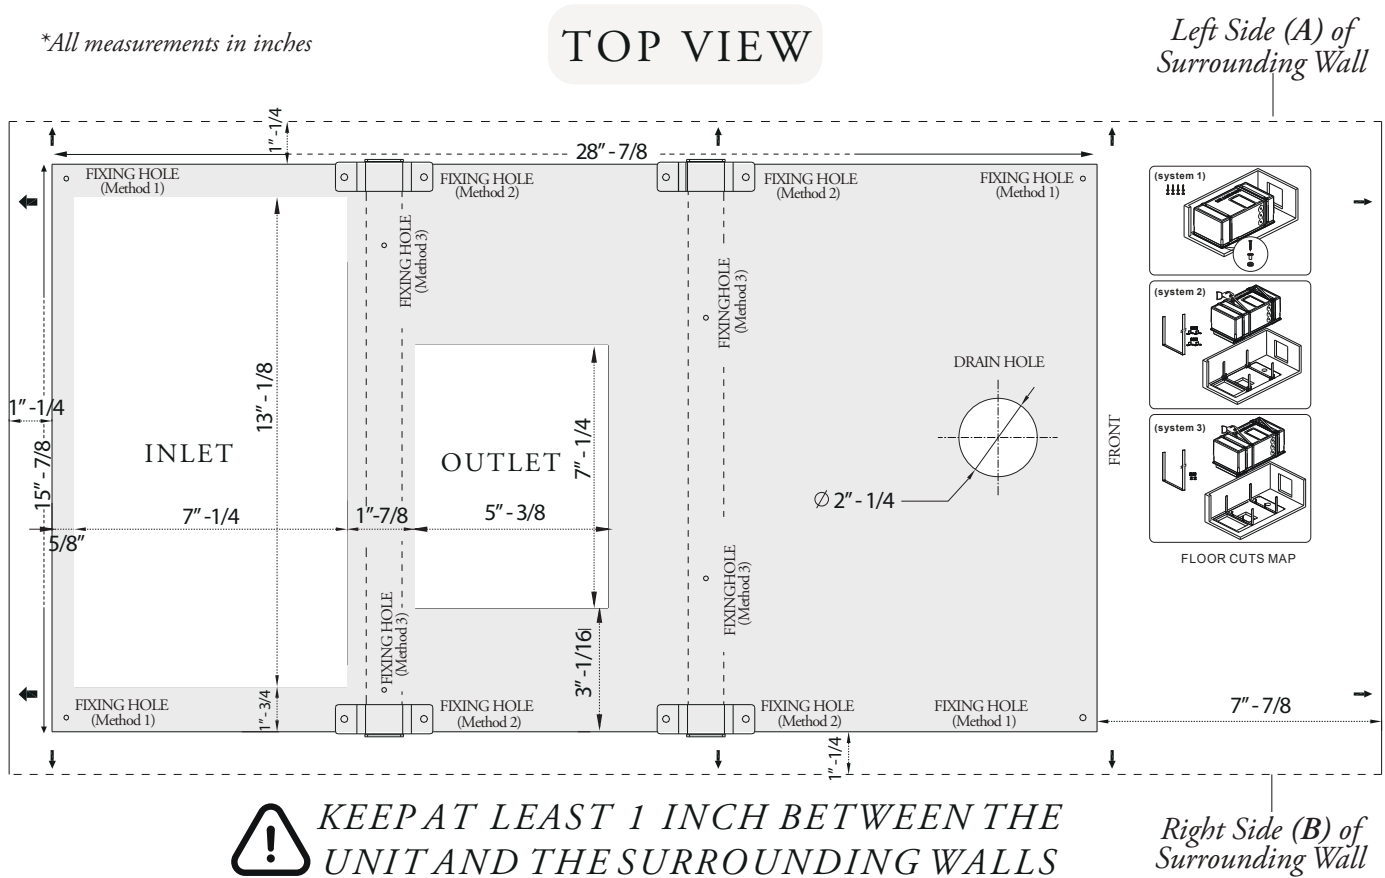 *All measurements in inches
TOP VIEW
Left Side (A) of
Surrounding Wall
1" -1/4
28" - 7/8
FIXING HOLE
(Method 1)
FIXING HOLE
(Method 2)
FIXING HOLE
(Method 2)
FIXING HOLE
(Method 1)
(system 1)
FIXING HOLE
(Method 3)
FIXINGHOLE
(Method 3)
(system 2)
DRAIN HOLE
13" - 1/8
1" -1/4
15" - 7/8
INLET
OUTLET
7" - 1/4
FRONT
(system 3)
Ø 2" - 1/4
7" -1/4
1"-7/8
5" - 3/8
5/8"
FLOOR CUTS MAP
FIXING HOLE
(Method 3)
FIXINGHOLE
(Method 3)
3" -1/16
1" - 3/4
FIXING HOLE
(Method 1)
FIXING HOLE
(Method 2)
FIXING HOLE
(Method 2)
FIXING HOLE
(Method 1)
7" - 7/8
1" -1/4
KEEP AT LEAST 1 INCH BETWEEN THE
UNIT AND THE SURROUNDING WALLS
Right Side (B) of
Surrounding Wall